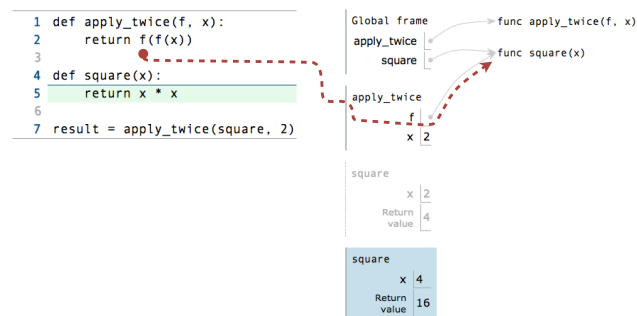 1 def apply_twice(f, x):
2 return f(f(x))
3
4 def square(x):
5 return x * x
6
7 result = apply_twice(square, 2)
Global frame
apply_twice
square
func apply_twice(f, x)
func square(x)
apply_twice
f
x 2
square
x 2
Return
value 4
square
x 4
Return
value 16